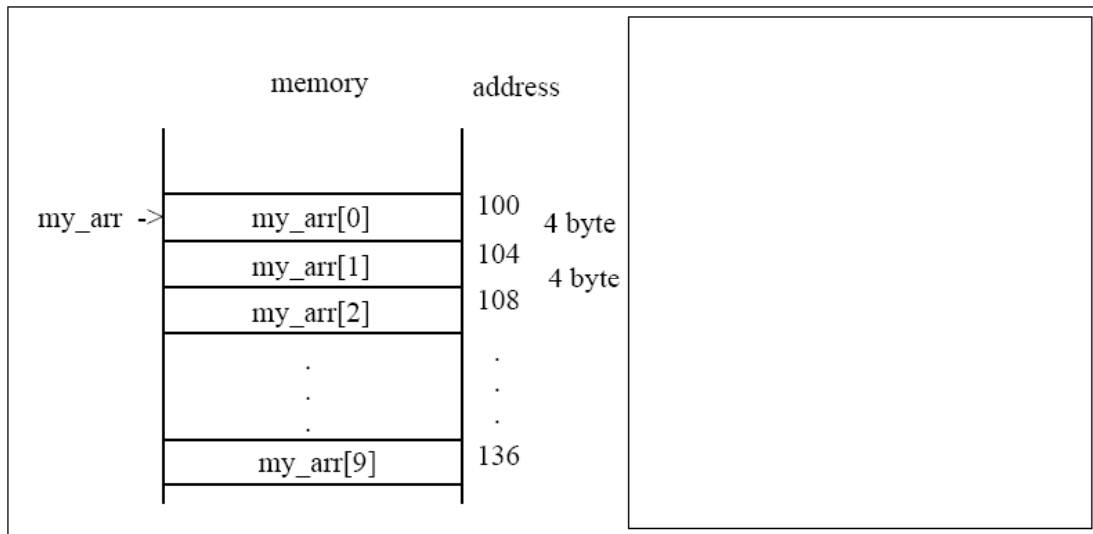 memory address
my_arr -> my_arr[0] 100 4 byte
my_arr[1] 104 4 byte
my_arr[2] 108
. .
. .
. .
my_arr[9] 136